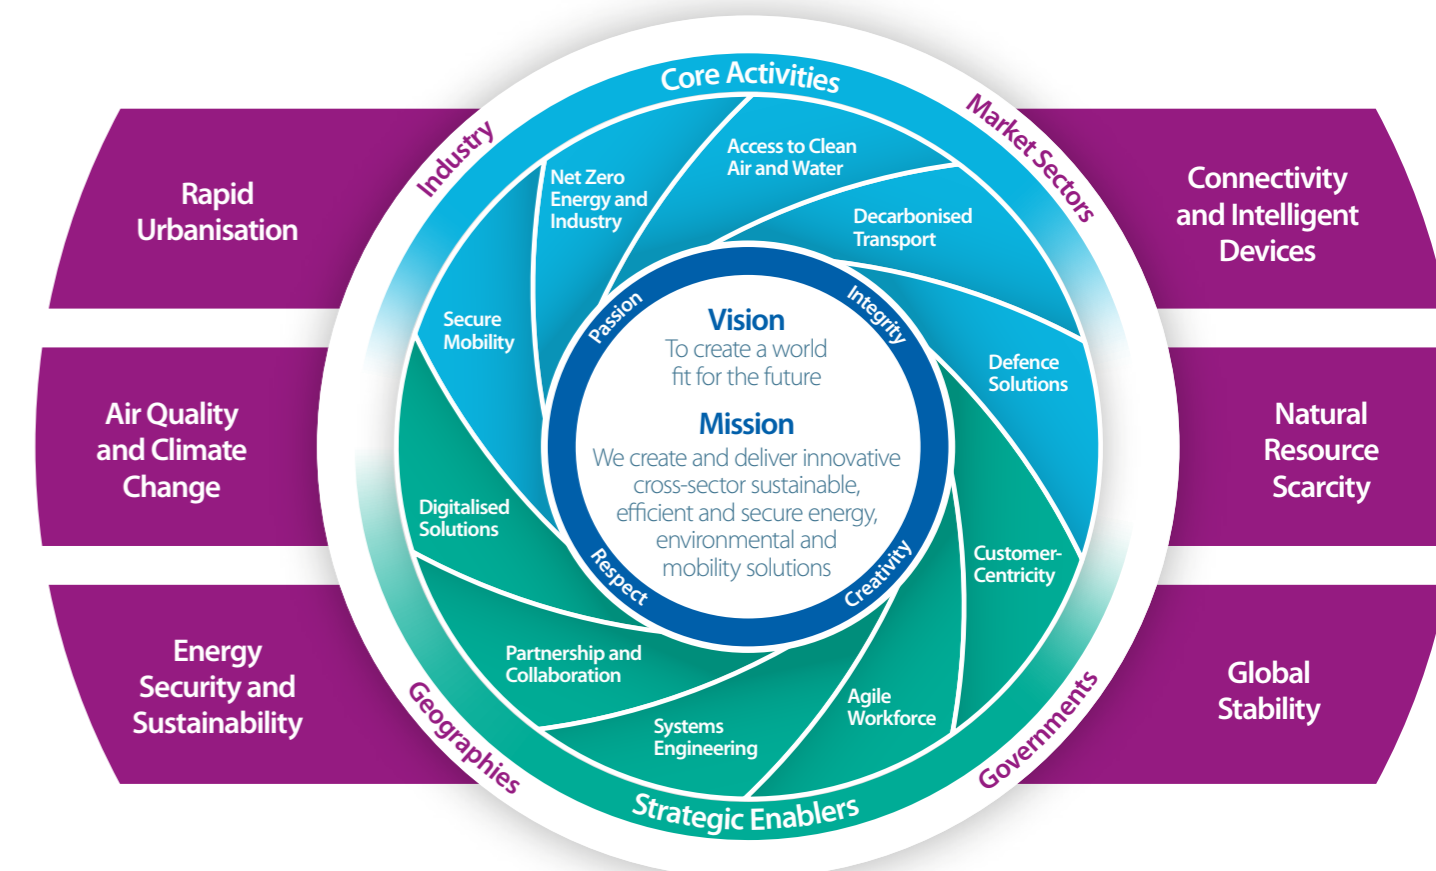 Core Activities
Industry
Market Sectors
Rapid
Urbanisation
Air Quality
and Climate
Change
Energy
Security and
Sustainability
Net Zero
Energy and
Industry
Access to Clean
Air and Water
Decarbonised
Transport
Secure
Mobility
Defence
Solutions
Passion
Integrity
Vision
To create a world
fit for the future
Mission
We create and deliver innovative
cross-sector sustainable,
efficient and secure energy,
environmental and
mobility solutions
Respect
Creativity
Digitalised
Solutions
Customer-
Centricity
Partnership and
Collaboration
Systems
Engineering
Agile
Workforce
Geographies
Governments
Strategic Enablers
Connectivity
and Intelligent
Devices
Natural
Resource
Scarcity
Global
Stability